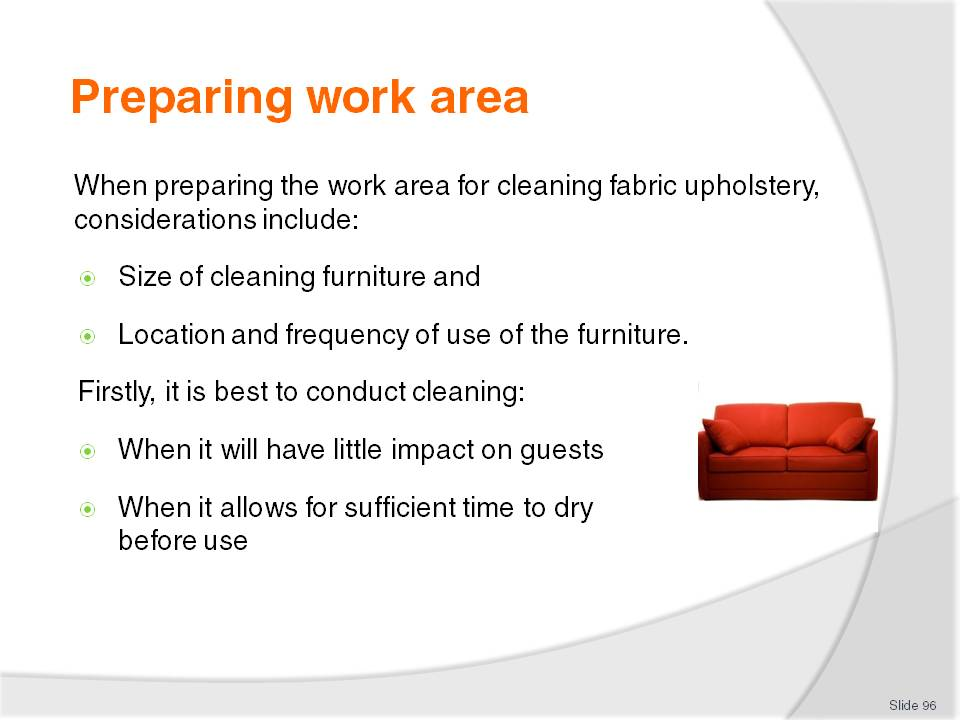 Preparing work area
When preparing the work area for cleaning fabric upholstery,
considerations include:
Size of cleaning furniture and
Location and frequency of use of the furniture.
Firstly, it is best to conduct cleaning:
When it will have little impact on guests
When it allows for sufficient time to dry
before use
Slide 96